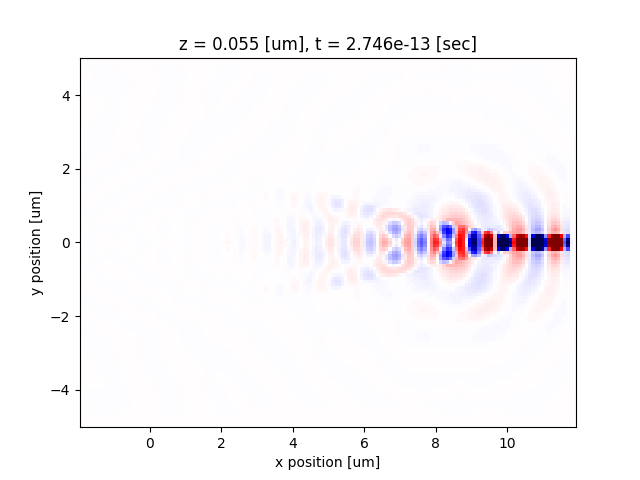 z = 0.055 [um], t = 2.746e-13 [sec]
4
2
0
−2
−4
y position [um]
0 2 4 6 8 10
x position [um]